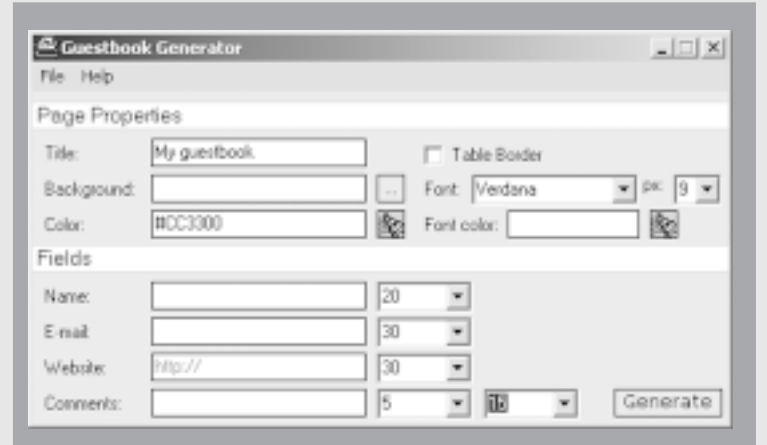 Guestbook Generator
File Help
Page Properties
Title: My guestbook Table Border
Background: ... Font: Verdana px: 9
Color: #CC3300 Font color:
Fields
Name: 20
E-mail: 30
Website: http:// 30
Comments: 5 Generate